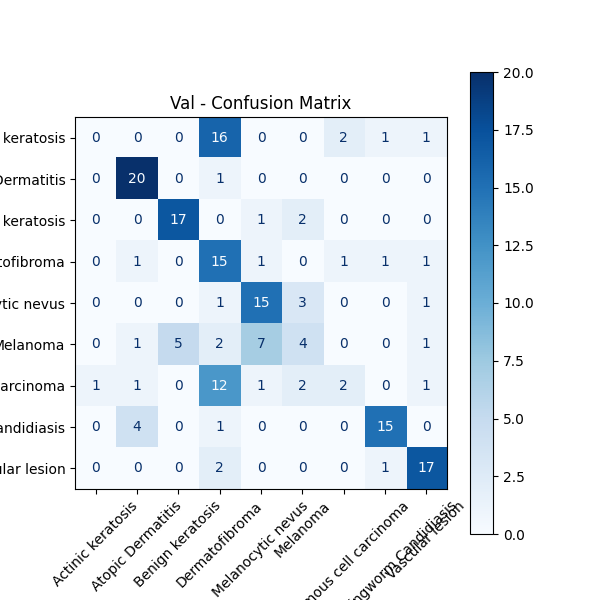 Val - Confusion Matrix
keratosis 0 0 0 16 0 0 2 1 1
Dermatitis 0 20 0 1 0 0 0 0 0
keratosis 0 0 17 0 1 2 0 0 0
tofibroma 0 1 0 15 1 0 1 1 1
tic nevus 0 0 0 1 15 3 0 0 1
Melanoma 0 1 5 2 7 4 0 0 1
arcinoma 1 1 0 12 1 2 2 0 1
andidiasis 0 4 0 1 0 0 0 15 0
ular lesion 0 0 0 2 0 0 0 1 17
Actinic keratosis
Atopic Dermatitis
Benign keratosis
Dermatofibroma
Melanocytic nevus
Melanoma
mous cell carcinoma
ngworm Candidiasis
Vascular lesion
20.0
17.5
15.0
12.5
10.0
7.5
5.0
2.5
0.0